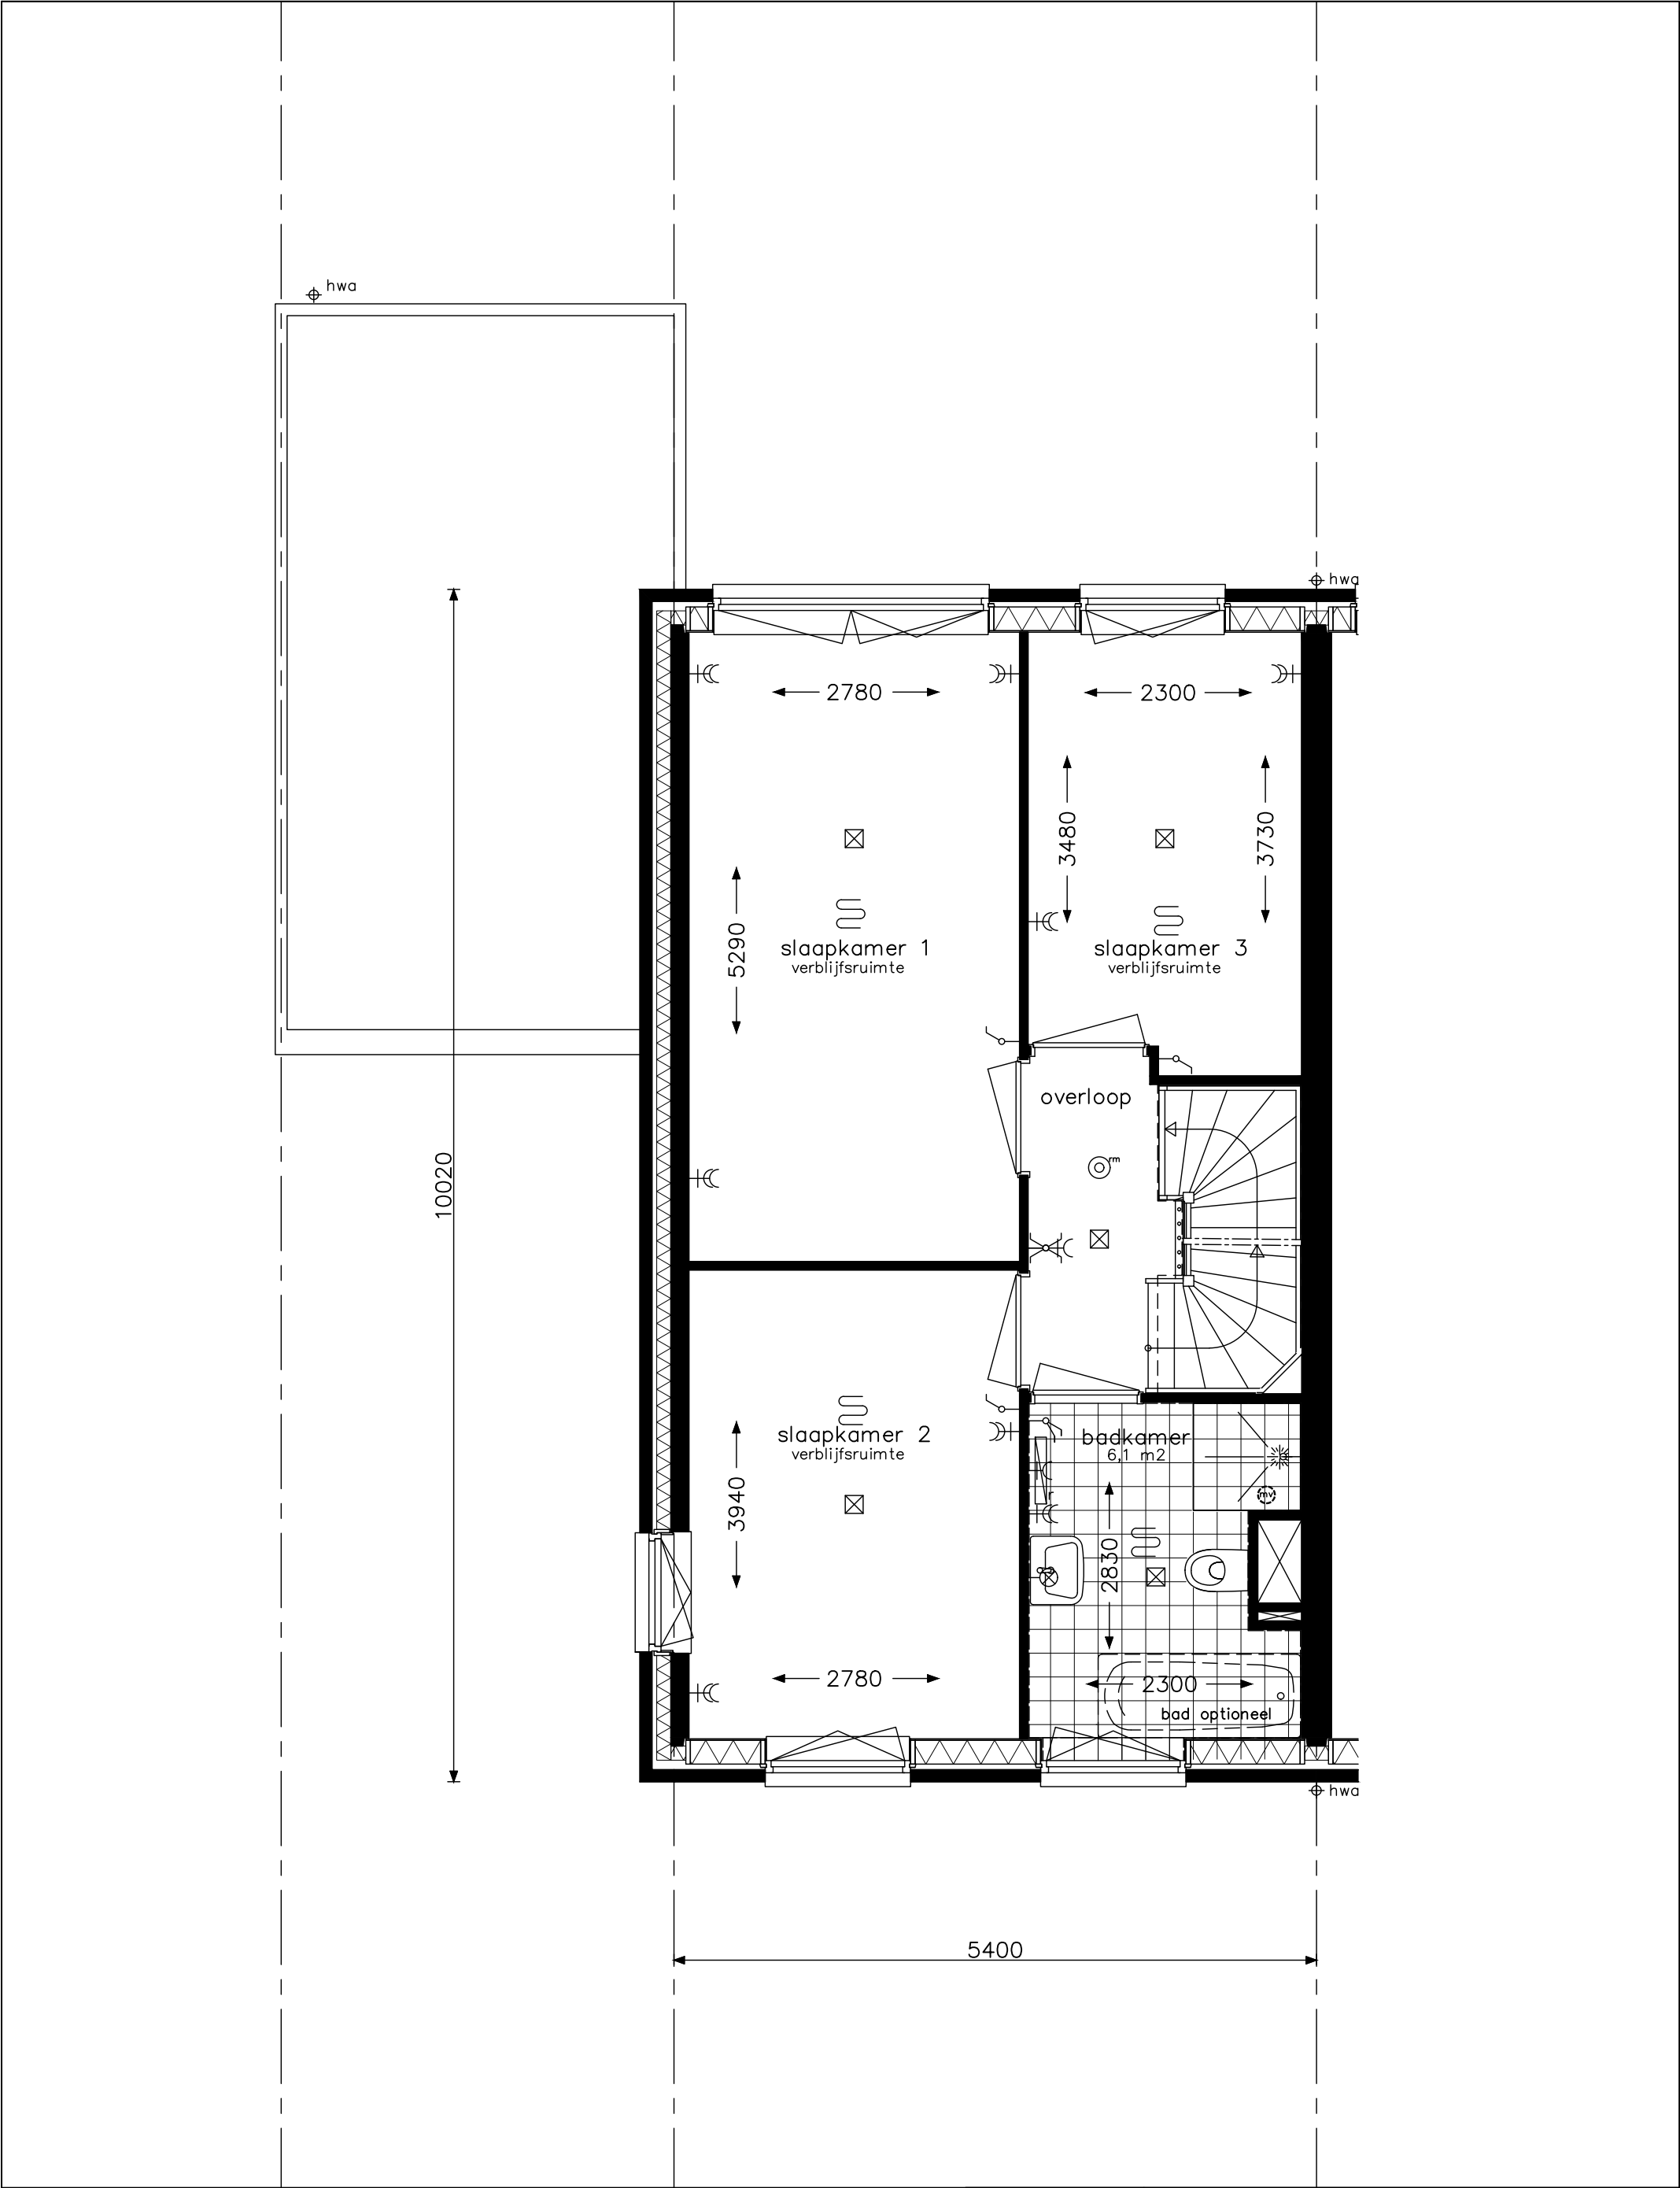 hwa
hwa
2780
2300
3480
3730
5290
slaapkamer 1
verblijfsruimte
slaapkamer 3
verblijfsruimte
overloop
rm
10020
slaapkamer 2
verblijfsruimte
badkamer
6,1 m2
mv
r
3940
2830
2780
2300
bad optioneel
hwa
5400